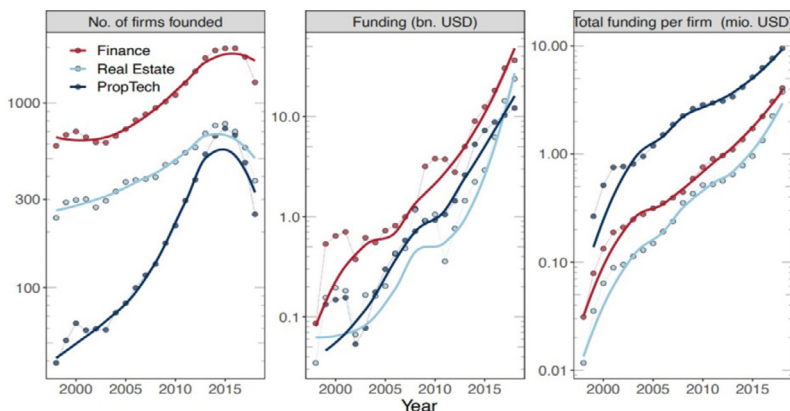 No. of firms founded
Funding (bn. USD)
Total funding per firm (mio. USD)
Finance
Real Estate
PropTech
1000
300
100
10.0
1.0
0.1
10.00
1.00
0.10
0.01
2000 2005 2010 2015
2000 2005 2010 2015
2000 2005 2010 2015
Year